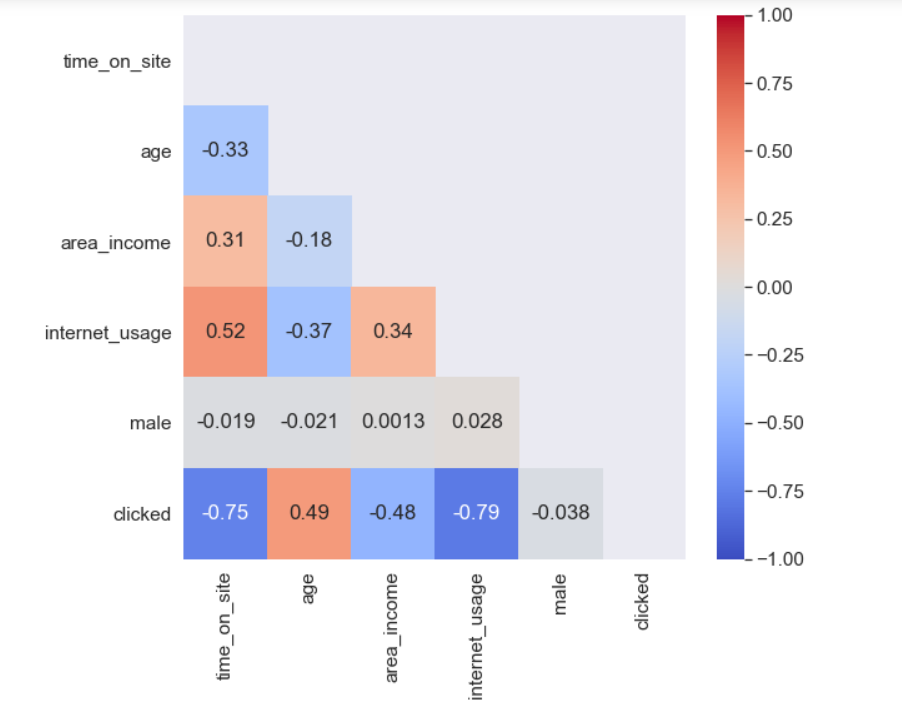 time_on_site
age
-0.33
area_income
0.31 -0.18
internet_usage
0.52 -0.37 0.34
male
-0.019 -0.021 0.0013 0.028
clicked
-0.75 0.49 -0.48 -0.79 -0.038
time_on_site
age
area_income
internet_usage
male
clicked
1.00
0.75
0.50
0.25
0.00
−0.25
−0.50
−0.75
−1.00